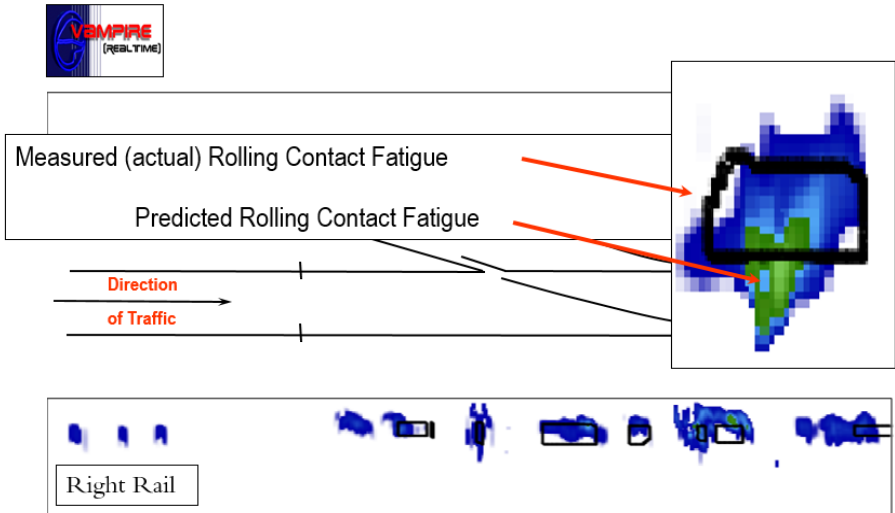 VAMPIRE
(REALTIME)
Measured (actual) Rolling Contact Fatigue
Predicted Rolling Contact Fatigue
Direction
of Traffic
Right Rail